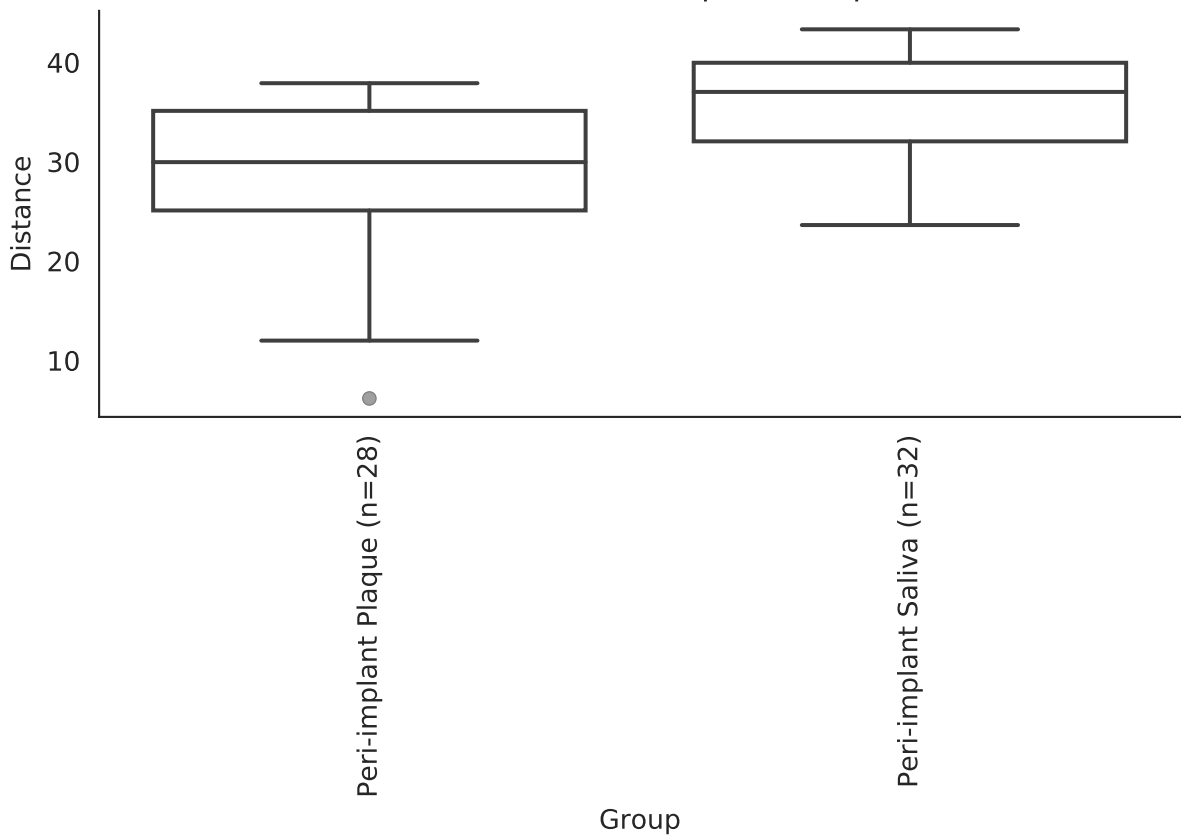 40
30
20
10
Distance
Peri-implant Plaque (n=28)
Peri-implant Saliva (n=32)
Group